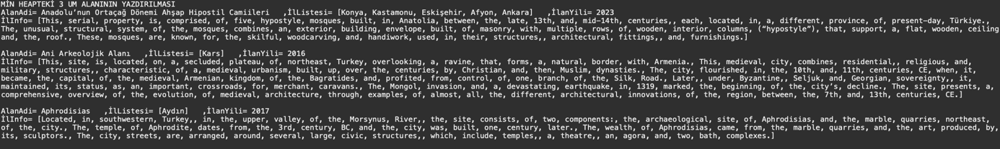 MİN HEAPTEKİ 3 UM ALANININ YAZDIRILMASI
AlanAdi= Anadolu’nun Ortaçağ Dönemi Ahşap Hipostil Camiileri   ,İlListesi= [Konya, Kastamonu, Eskişehir, Afyon, Ankara]   ,İlanYili= 2023
İlInfo= [This, serial, property, is, comprised, of, five, hypostyle, mosques, built, in, Anatolia, between, the, late, 13th, and, mid-14th, centuries,, each, located, in, a, different, province, of, present-day, Türkiye.,
The, unusual, structural, system, of, the, mosques, combines, an, exterior, building, envelope, built, of, masonry, with, multiple, rows, of, wooden, interior, columns, (“hypostyle”), that, support, a, flat, wooden, ceiling
and, the, roof., These, mosques, are, known, for, the, skilful, woodcarving, and, handiwork, used, in, their, structures,, architectural, fittings,, and, furnishings.]
AlanAdi= Ani Arkeolojik Alanı   ,İlListesi= [Kars]   ,İlanYili= 2016
İlInfo= [This, site, is, located, on, a, secluded, plateau, of, northeast, Turkey, overlooking, a, ravine, that, forms, a, natural, border, with, Armenia., This, medieval, city, combines, residential,, religious, and,
military, structures,, characteristic, of, a, medieval, urbanism, built, up, over, the, centuries, by, Christian, and, then, Muslim, dynasties., The, city, flourished, in, the, 10th, and, 11th, centuries, CE, when, it,
became, the, capital, of, the, medieval, Armenian, kingdom, of, the, Bagratides, and, profited, from, control, of, one, branch, of, the, Silk, Road., Later,, under, Byzantine,, Seljuk, and, Georgian, sovereignty,, it,
maintained, its, status, as, an, important, crossroads, for, merchant, caravans., The, Mongol, invasion, and, a, devastating, earthquake, in, 1319, marked, the, beginning, of, the, city’s, decline., The, site, presents, a,
comprehensive, overview, of, the, evolution, of, medieval, architecture, through, examples, of, almost, all, the, different, architectural, innovations, of, the, region, between, the, 7th, and, 13th, centuries, CE.]
AlanAdi= Aphrodisias   ,İlListesi= [Aydın]   ,İlanYili= 2017
İlInfo= [Located, in, southwestern, Turkey,, in, the, upper, valley, of, the, Morsynus, River,, the, site, consists, of, two, components:, the, archaeological, site, of, Aphrodisias, and, the, marble, quarries, northeast,
of, the, city., The, temple, of, Aphrodite, dates, from, the, 3rd, century, BC, and, the, city, was, built, one, century, later., The, wealth, of, Aphrodisias, came, from, the, marble, quarries, and, the, art, produced, by,
its, sculptors., The, city, streets, are, arranged, around, several, large, civic, structures,, which, include, temples,, a, theatre,, an, agora, and, two, bath, complexes.]